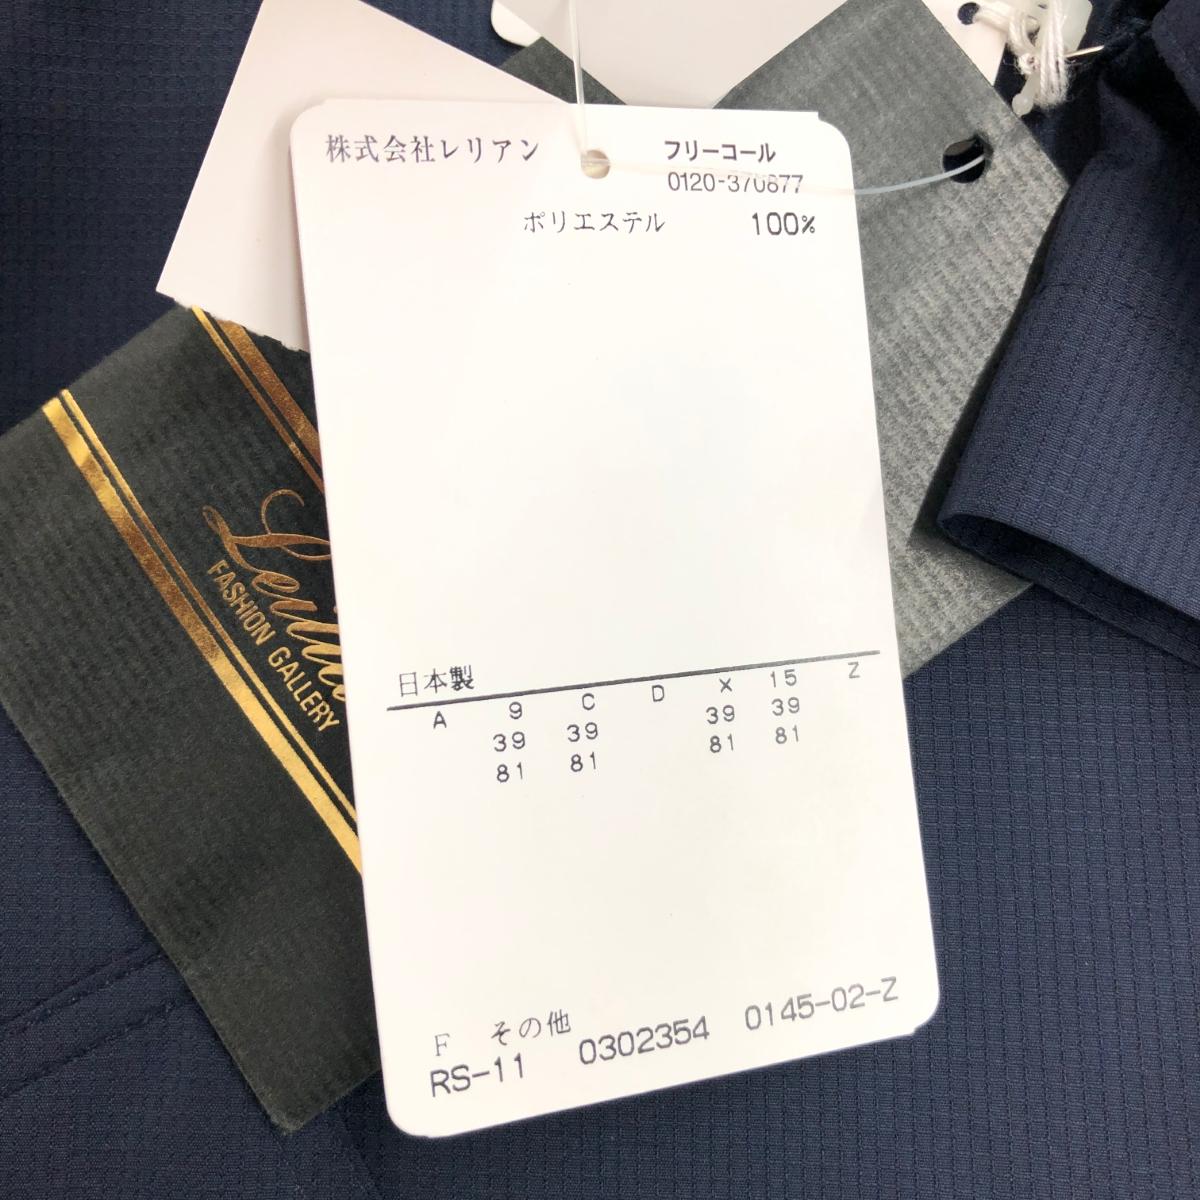 株式会社レリアン フリーコール
0120-370877
ポリエステル 100%
日本製
A 9 C D X 15 Z
39 39 39 39
81 81 81 81
F その他
RS-11 0302354 0145-02-Z
FASHION GALLERY